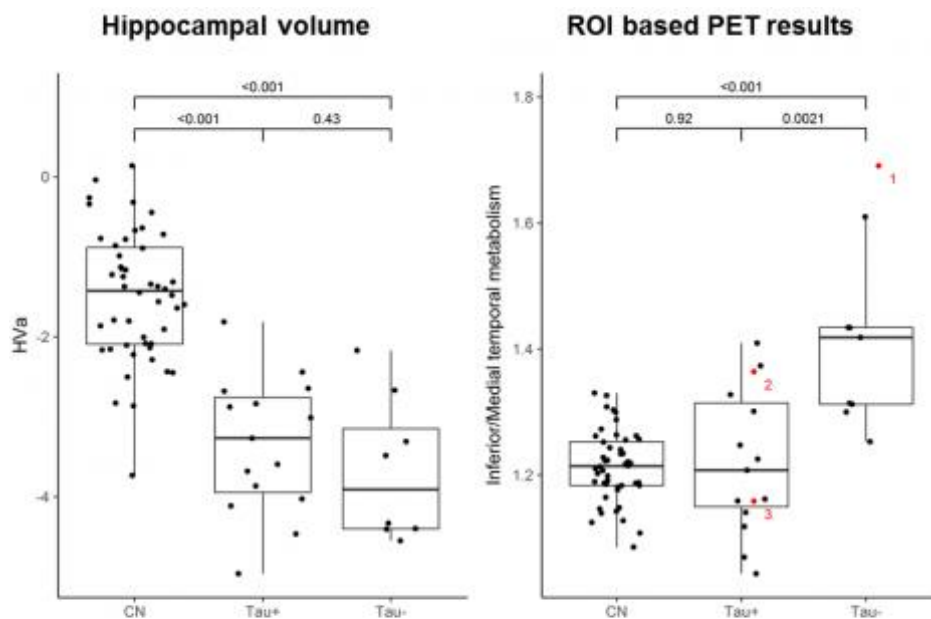 Hippocampal volume
<0.001
<0.001 0.43
0
-2
-4
HVa
CN Tau+ Tau-
ROI based PET results
<0.001
0.92 0.0021
1.8
1.6
1.4
1.2
Inferior/Medial temporal metabolism
1
2
3
CN Tau+ Tau-